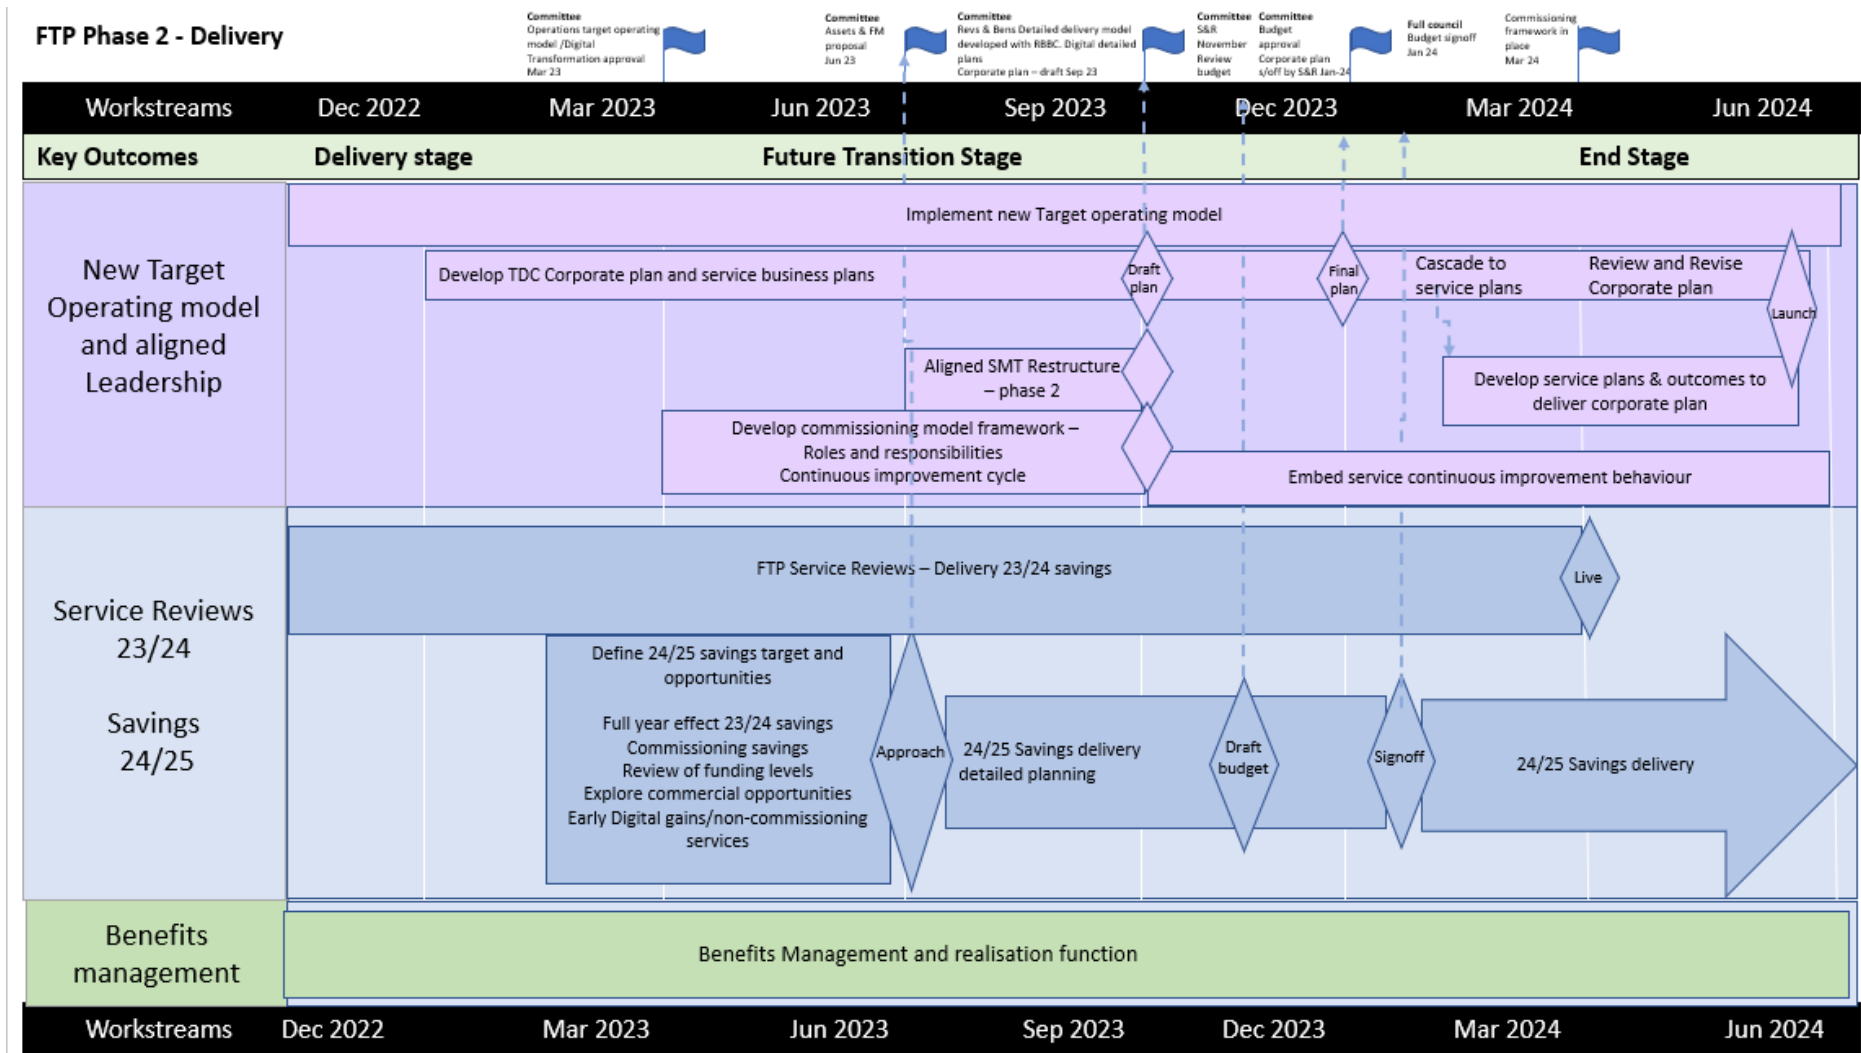 FTP Phase 2 - Delivery
Committee
Operations target operating
model /Digital
Transformation approval
Mar 23
Committee
Assets & FM
proposal
Jun 23
Committee
Revs & Bens Detailed delivery model
developed with RBBC. Digital detailed
plans
Corporate plan – draft Sep 23
Committee
S&R
November
Review
budget
Committee
Budget
approval
Corporate plan
s/off by S&R Jan-24
Full council
Budget signoff
Jan 24
Commissioning
framework in
place
Mar 24
Workstreams Dec 2022 Mar 2023 Jun 2023 Sep 2023 Dec 2023 Mar 2024 Jun 2024
Key Outcomes Delivery stage Future Transition Stage End Stage
New Target
Operating model
and aligned
Leadership
Implement new Target operating model
Develop TDC Corporate plan and service business plans
Draft
plan
Final
plan
Cascade to
service plans
Review and Revise
Corporate plan
Launch
Aligned SMT Restructure
– phase 2
Develop service plans & outcomes to
deliver corporate plan
Develop commissioning model framework –
Roles and responsibilities
Continuous improvement cycle
Embed service continuous improvement behaviour
Service Reviews
23/24
Savings
24/25
FTP Service Reviews – Delivery 23/24 savings
Live
Define 24/25 savings target and
opportunities
Full year effect 23/24 savings
Commissioning savings
Review of funding levels
Explore commercial opportunities
Early Digital gains/non-commissioning
services
Approach
24/25 Savings delivery
detailed planning
Draft
budget
Signoff
24/25 Savings delivery
Benefits
management
Benefits Management and realisation function
Workstreams Dec 2022 Mar 2023 Jun 2023 Sep 2023 Dec 2023 Mar 2024 Jun 2024